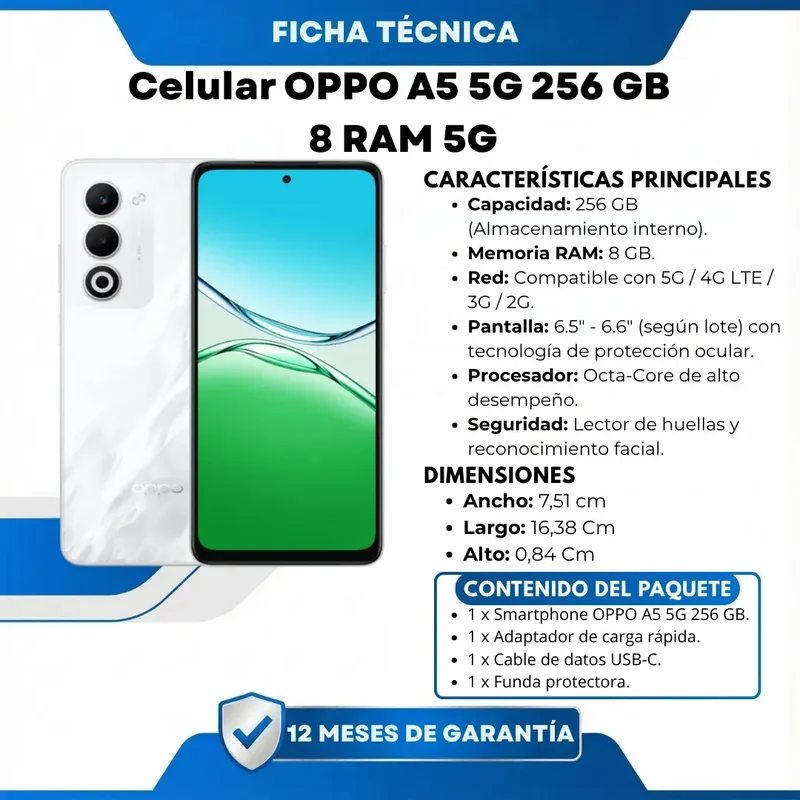 FICHA TÉCNICA
Celular OPPO A5 5G 256 GB
8 RAM 5G
CARACTERÍSTICAS PRINCIPALES
• Capacidad: 256 GB
(Almacenamiento interno).
• Memoria RAM: 8 GB.
• Red: Compatible con 5G / 4G LTE /
3G / 2G.
• Pantalla: 6.5" - 6.6" (según lote) con
tecnología de protección ocular.
• Procesador: Octa-Core de alto
desempeño.
• Seguridad: Lector de huellas y
reconocimiento facial.
DIMENSIONES
• Ancho: 7,51 cm
• Largo: 16,38 Cm
• Alto: 0,84 Cm
oppo
CONTENIDO DEL PAQUETE
• 1 x Smartphone OPPO A5 5G 256 GB.
• 1 x Adaptador de carga rápida.
• 1 x Cable de datos USB-C.
• 1 x Funda protectora.
12 MESES DE GARANTÍA